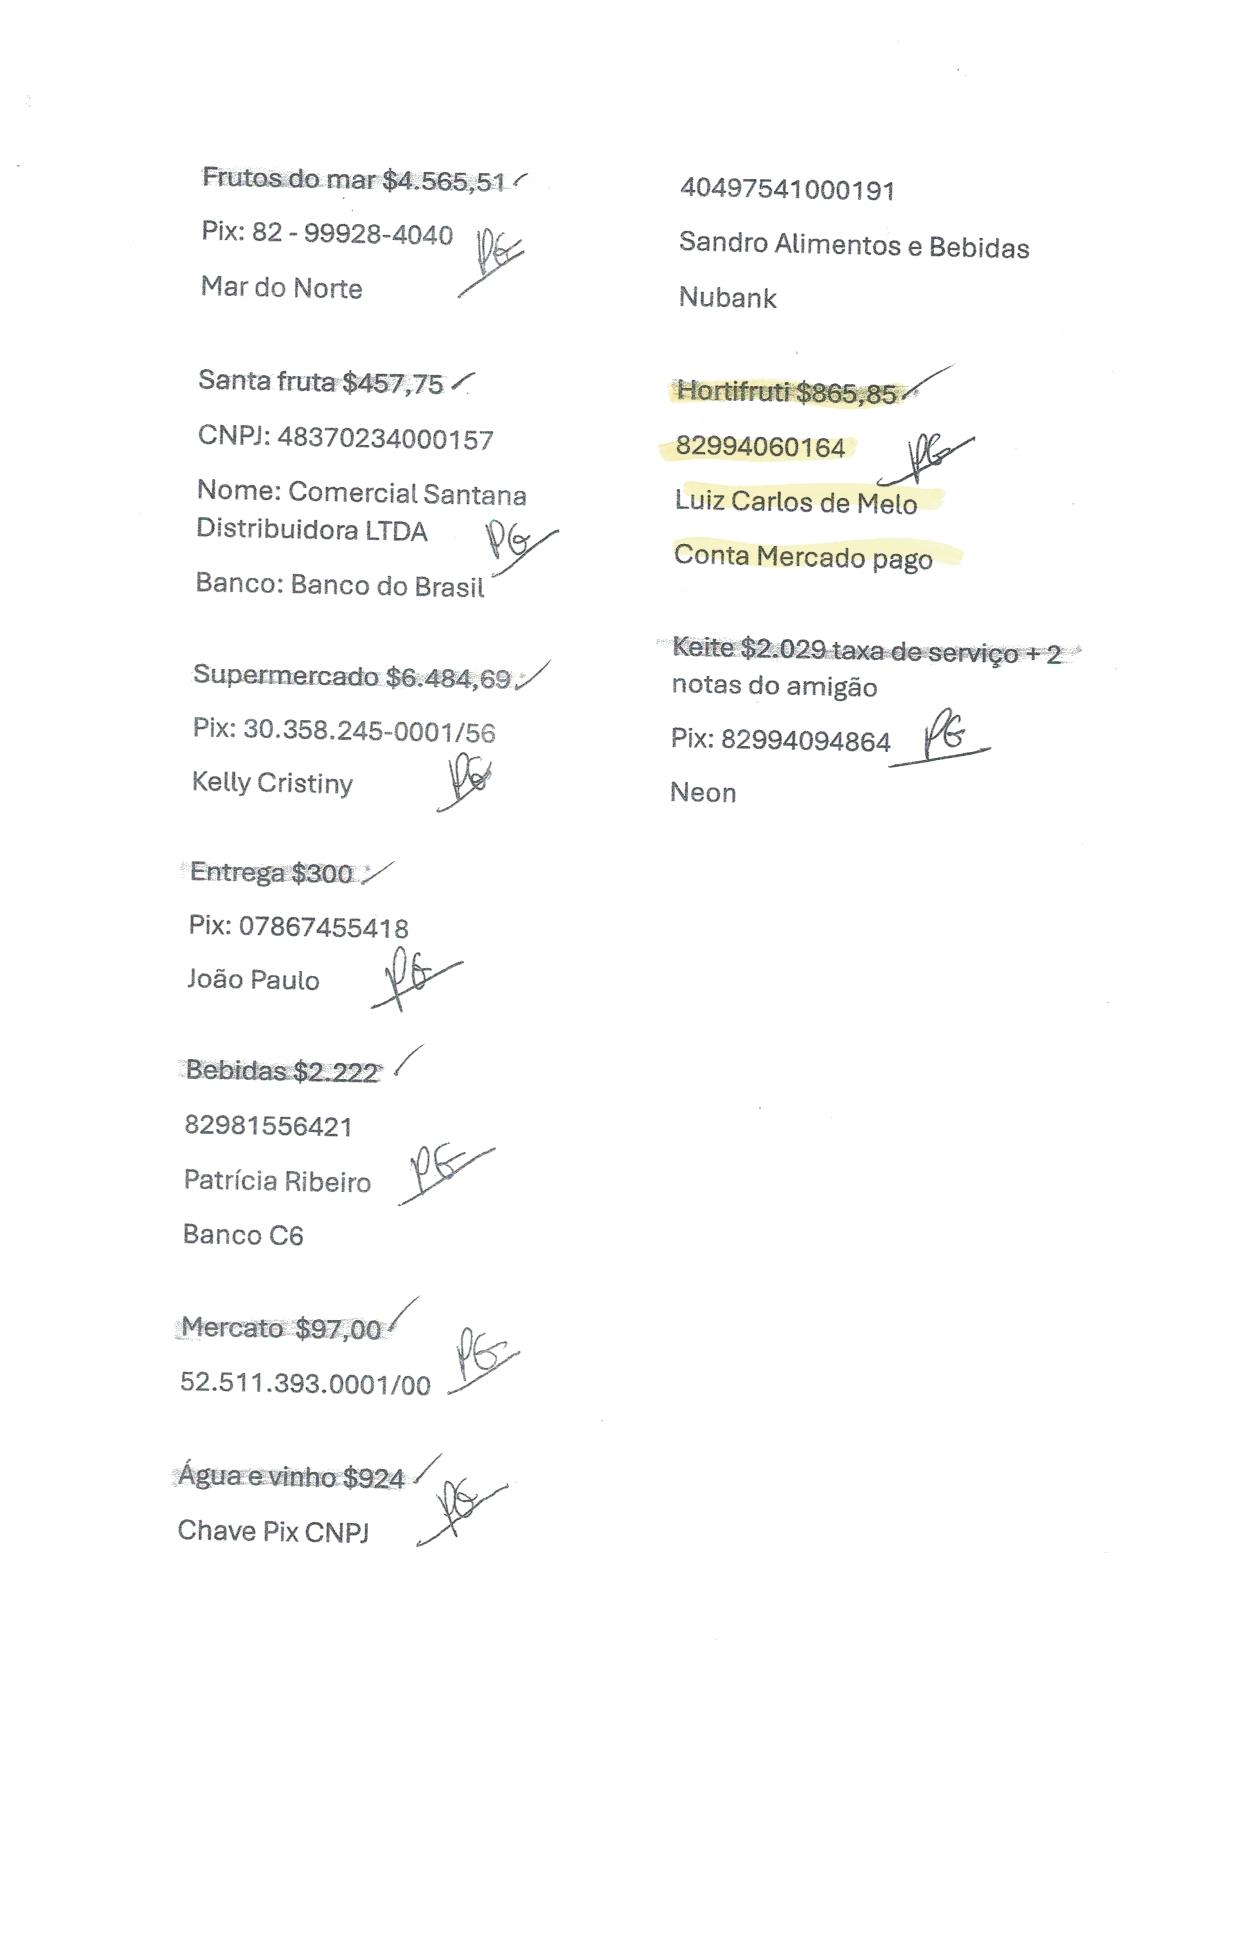 Frutos do mar $4.565,51 ✓
Pix: 82 - 99928-4040
PG
Mar do Norte
Santa fruta $457,75 ✓
CNPJ: 48370234000157
Nome: Comercial Santana
Distribuidora LTDA
PG
Banco: Banco do Brasil
Supermercado $6.484,69 ✓
Pix: 30.358.245-0001/56
Kelly Cristiny
PG
Entrega $300 ✓
Pix: 07867455418
João Paulo
PG
Bebidas $2.222 ✓
82981556421
Patrícia Ribeiro
PG
Banco C6
Mercato $97,00 ✓
52.511.393.0001/00
PG
Água e vinho $924 ✓
Chave Pix CNPJ
PG
40497541000191
Sandro Alimentos e Bebidas
Nubank
Hortifruti $865,85 ✓
82994060164
PG
Luiz Carlos de Melo
Conta Mercado pago
Keite $2.029 taxa de serviço + 2
notas do amigão
Pix: 82994094864
PG
Neon